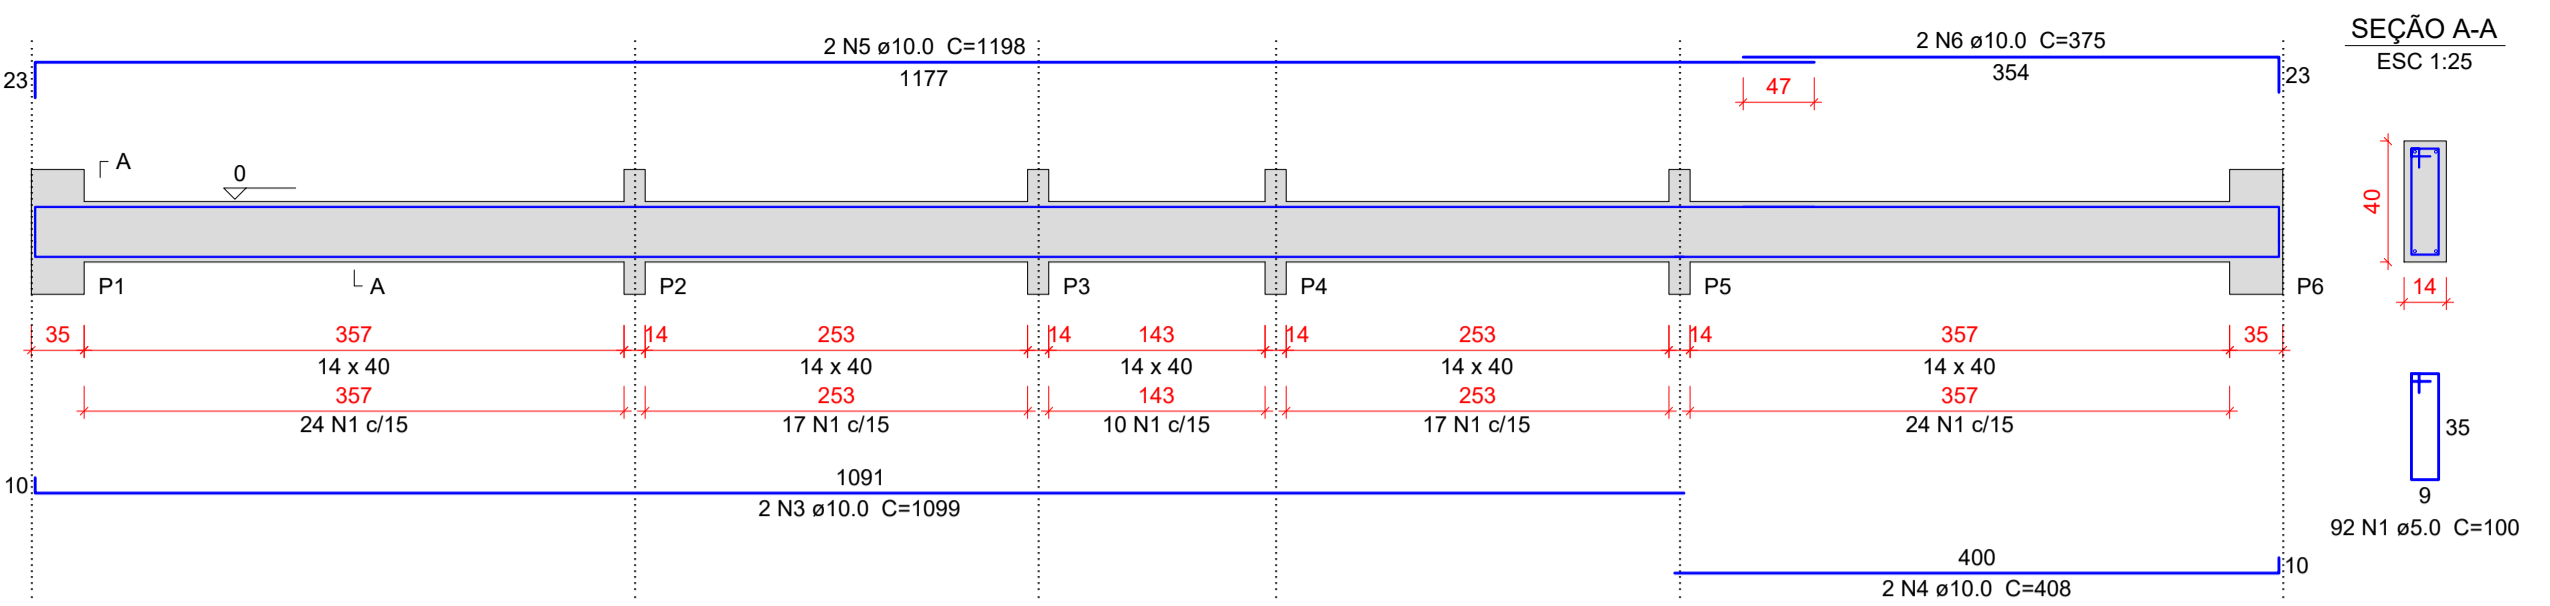 2 N5 ø10.0 C=1198
23
1177
2 N6 ø10.0 C=375
354
23
47
SEÇÃO A-A
ESC 1:25
A
0
A
P1
P2
P3
P4
P5
P6
40
14
35 357 14 253 14 143 14 253 14 357 35
14 x 40 14 x 40 14 x 40 14 x 40 14 x 40
357 253 143 253 357
24 N1 c/15 17 N1 c/15 10 N1 c/15 17 N1 c/15 24 N1 c/15
35
9
92 N1 ø5.0 C=100
10
1091
2 N3 ø10.0 C=1099
400
10
2 N4 ø10.0 C=408